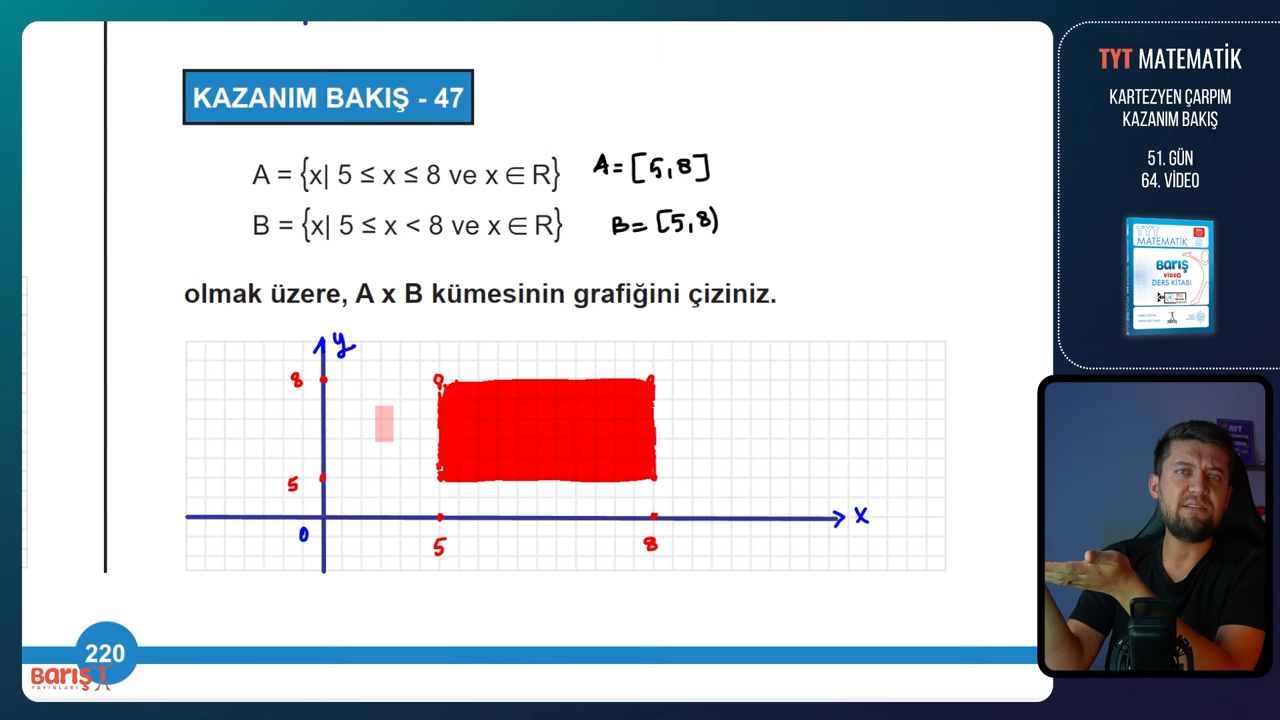 KAZANIM BAKIŞ - 47
A = {x| 5 ≤ x ≤ 8 ve x ∈ R} A = [5,8]
B = {x| 5 ≤ x < 8 ve x ∈ R} B = [5,8)
olmak üzere, A x B kümesinin grafiğini çiziniz.
y
8
5
0
5
8
x
220
BARIŞ
YAYINLARI
TYT MATEMATİK
KARTEZYEN ÇARPIM
KAZANIM BAKIŞ
51. GÜN
64. VİDEO
TYT
MATEMATİK
BARIŞ
VİDEO
DERS KİTABI